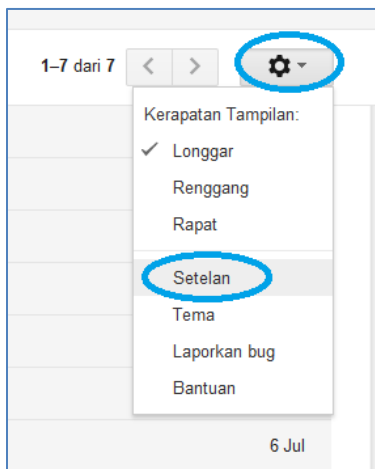 1–7 dari 7
Kerapatan Tampilan:
Longgar
Renggang
Rapat
Setelan
Tema
Laporkan bug
Bantuan
6 Jul